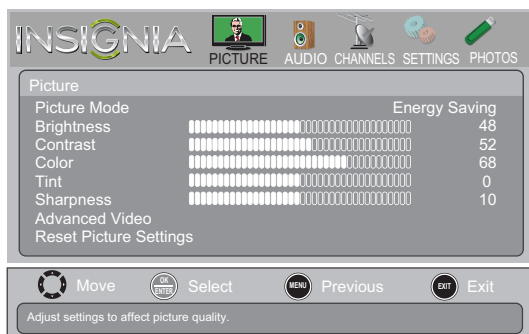 INSIGNIA
PICTURE AUDIO CHANNELS SETTINGS PHOTOS
Picture
Picture Mode Energy Saving
Brightness 48
Contrast 52
Color 68
Tint 0
Sharpness 10
Advanced Video
Reset Picture Settings
Move OK ENTER Select MENU Previous EXIT Exit
Adjust settings to affect picture quality.